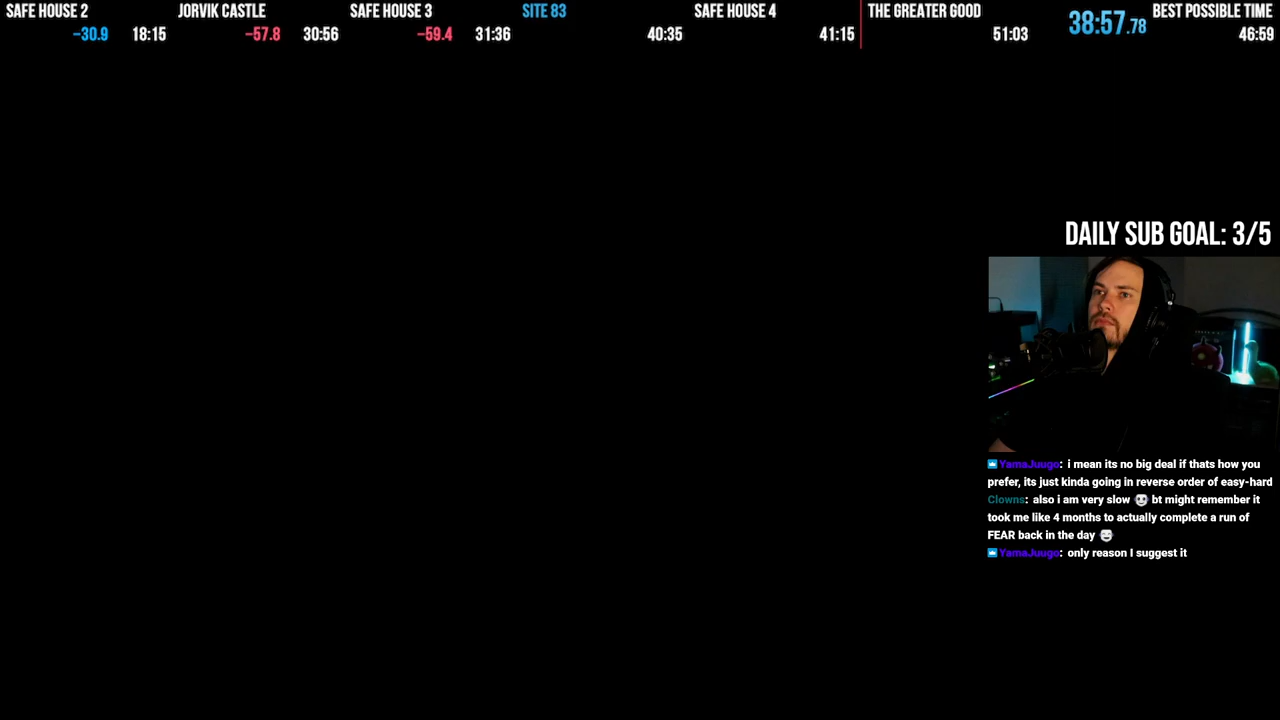 SAFE HOUSE 2 JORVIK CASTLE SAFE HOUSE 3 SITE 83 SAFE HOUSE 4 THE GREATER GOOD 38:57.78 BEST POSSIBLE TIME
−30.9 18:15 −57.8 30:56 −59.4 31:36 40:35 41:15 51:03 46:59
DAILY SUB GOAL: 3/5
YamaJuugo: i mean its no big deal if thats how you
prefer, its just kinda going in reverse order of easy-hard
Clowns: also i am very slow bt might remember it
took me like 4 months to actually complete a run of
FEAR back in the day
YamaJuugo: only reason I suggest it